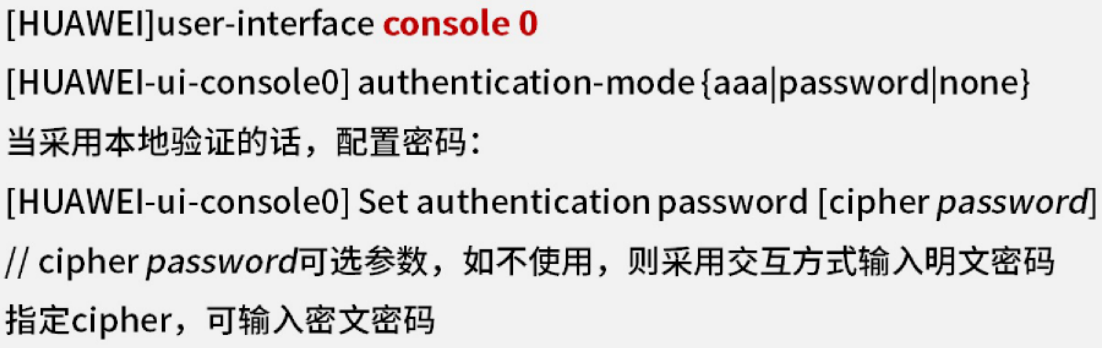 [HUAWEI]user-interface console 0
[HUAWEI-ui-console0] authentication-mode {aaa|password|none}
当采用本地验证的话，配置密码：
[HUAWEI-ui-console0] Set authentication password [cipher password]
// cipher password可选参数，如不使用，则采用交互方式输入明文密码
指定cipher，可输入密文密码